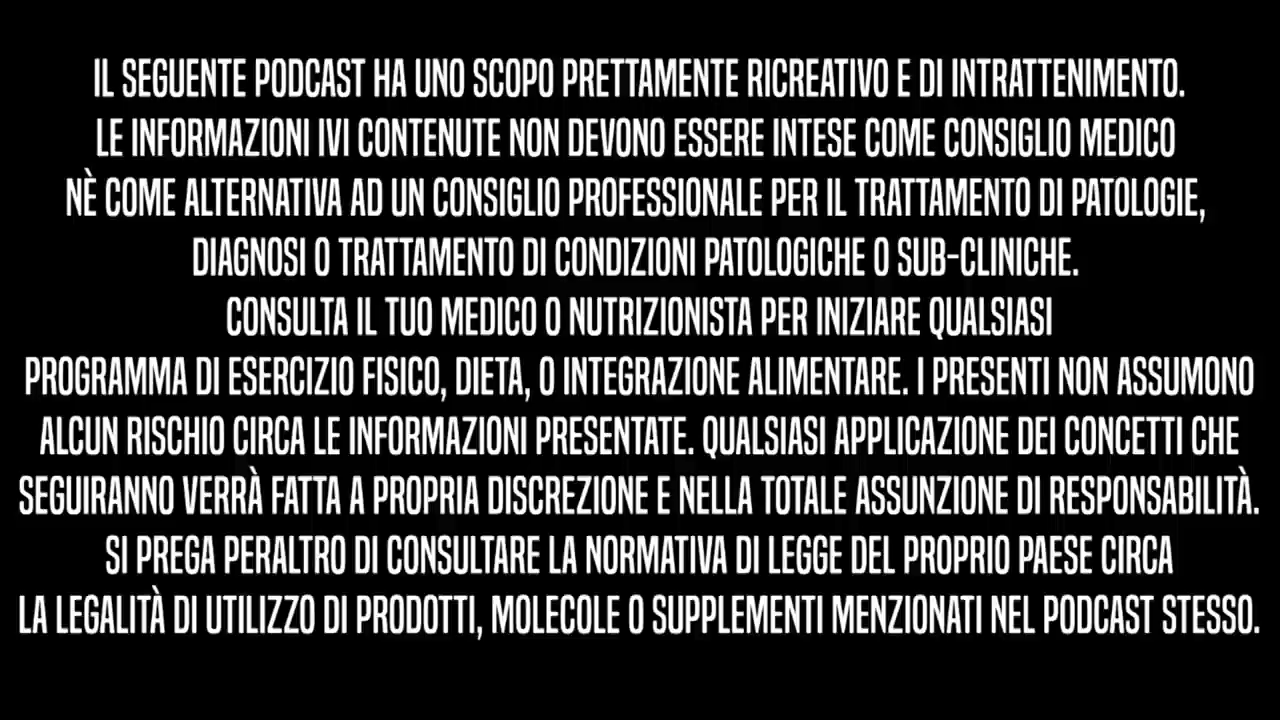 IL SEGUENTE PODCAST HA UNO SCOPO PRETTAMENTE RICREATIVO E DI INTRATTENIMENTO.
LE INFORMAZIONI IVI CONTENUTE NON DEVONO ESSERE INTESE COME CONSIGLIO MEDICO
NÈ COME ALTERNATIVA AD UN CONSIGLIO PROFESSIONALE PER IL TRATTAMENTO DI PATOLOGIE,
DIAGNOSI O TRATTAMENTO DI CONDIZIONI PATOLOGICHE O SUB-CLINICHE.
CONSULTA IL TUO MEDICO O NUTRIZIONISTA PER INIZIARE QUALSIASI
PROGRAMMA DI ESERCIZIO FISICO, DIETA, O INTEGRAZIONE ALIMENTARE. I PRESENTI NON ASSUMONO
ALCUN RISCHIO CIRCA LE INFORMAZIONI PRESENTATE. QUALSIASI APPLICAZIONE DEI CONCETTI CHE
SEGUIRANNO VERRÀ FATTA A PROPRIA DISCREZIONE E NELLA TOTALE ASSUNZIONE DI RESPONSABILITÀ.
SI PREGA PERALTRO DI CONSULTARE LA NORMATIVA DI LEGGE DEL PROPRIO PAESE CIRCA
LA LEGALITÀ DI UTILIZZO DI PRODOTTI, MOLECOLE O SUPPLEMENTI MENZIONATI NEL PODCAST STESSO.